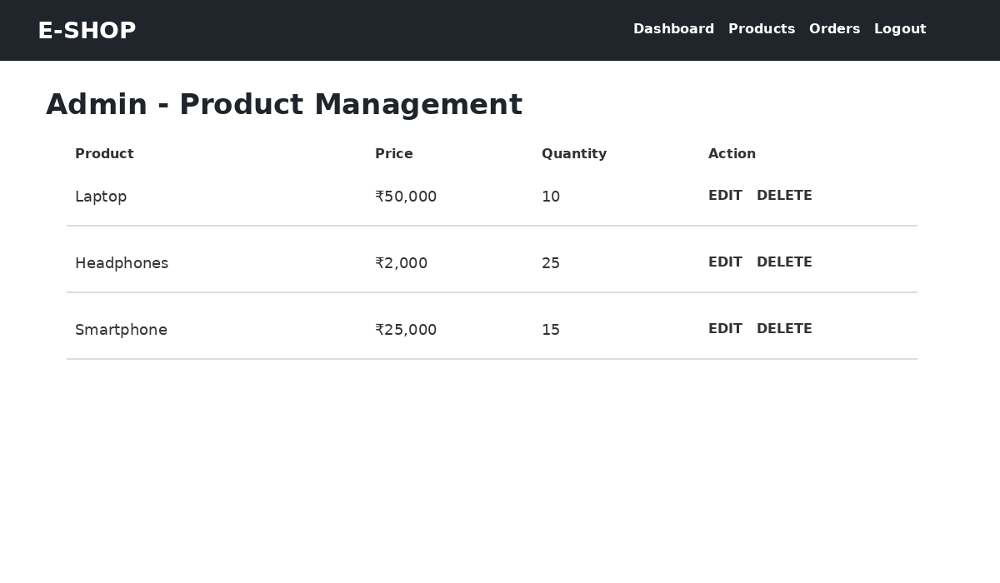 E-SHOP Dashboard Products Orders Logout
Admin - Product Management
Product Price Quantity Action
Laptop ₹50,000 10 EDIT DELETE
Headphones ₹2,000 25 EDIT DELETE
Smartphone ₹25,000 15 EDIT DELETE